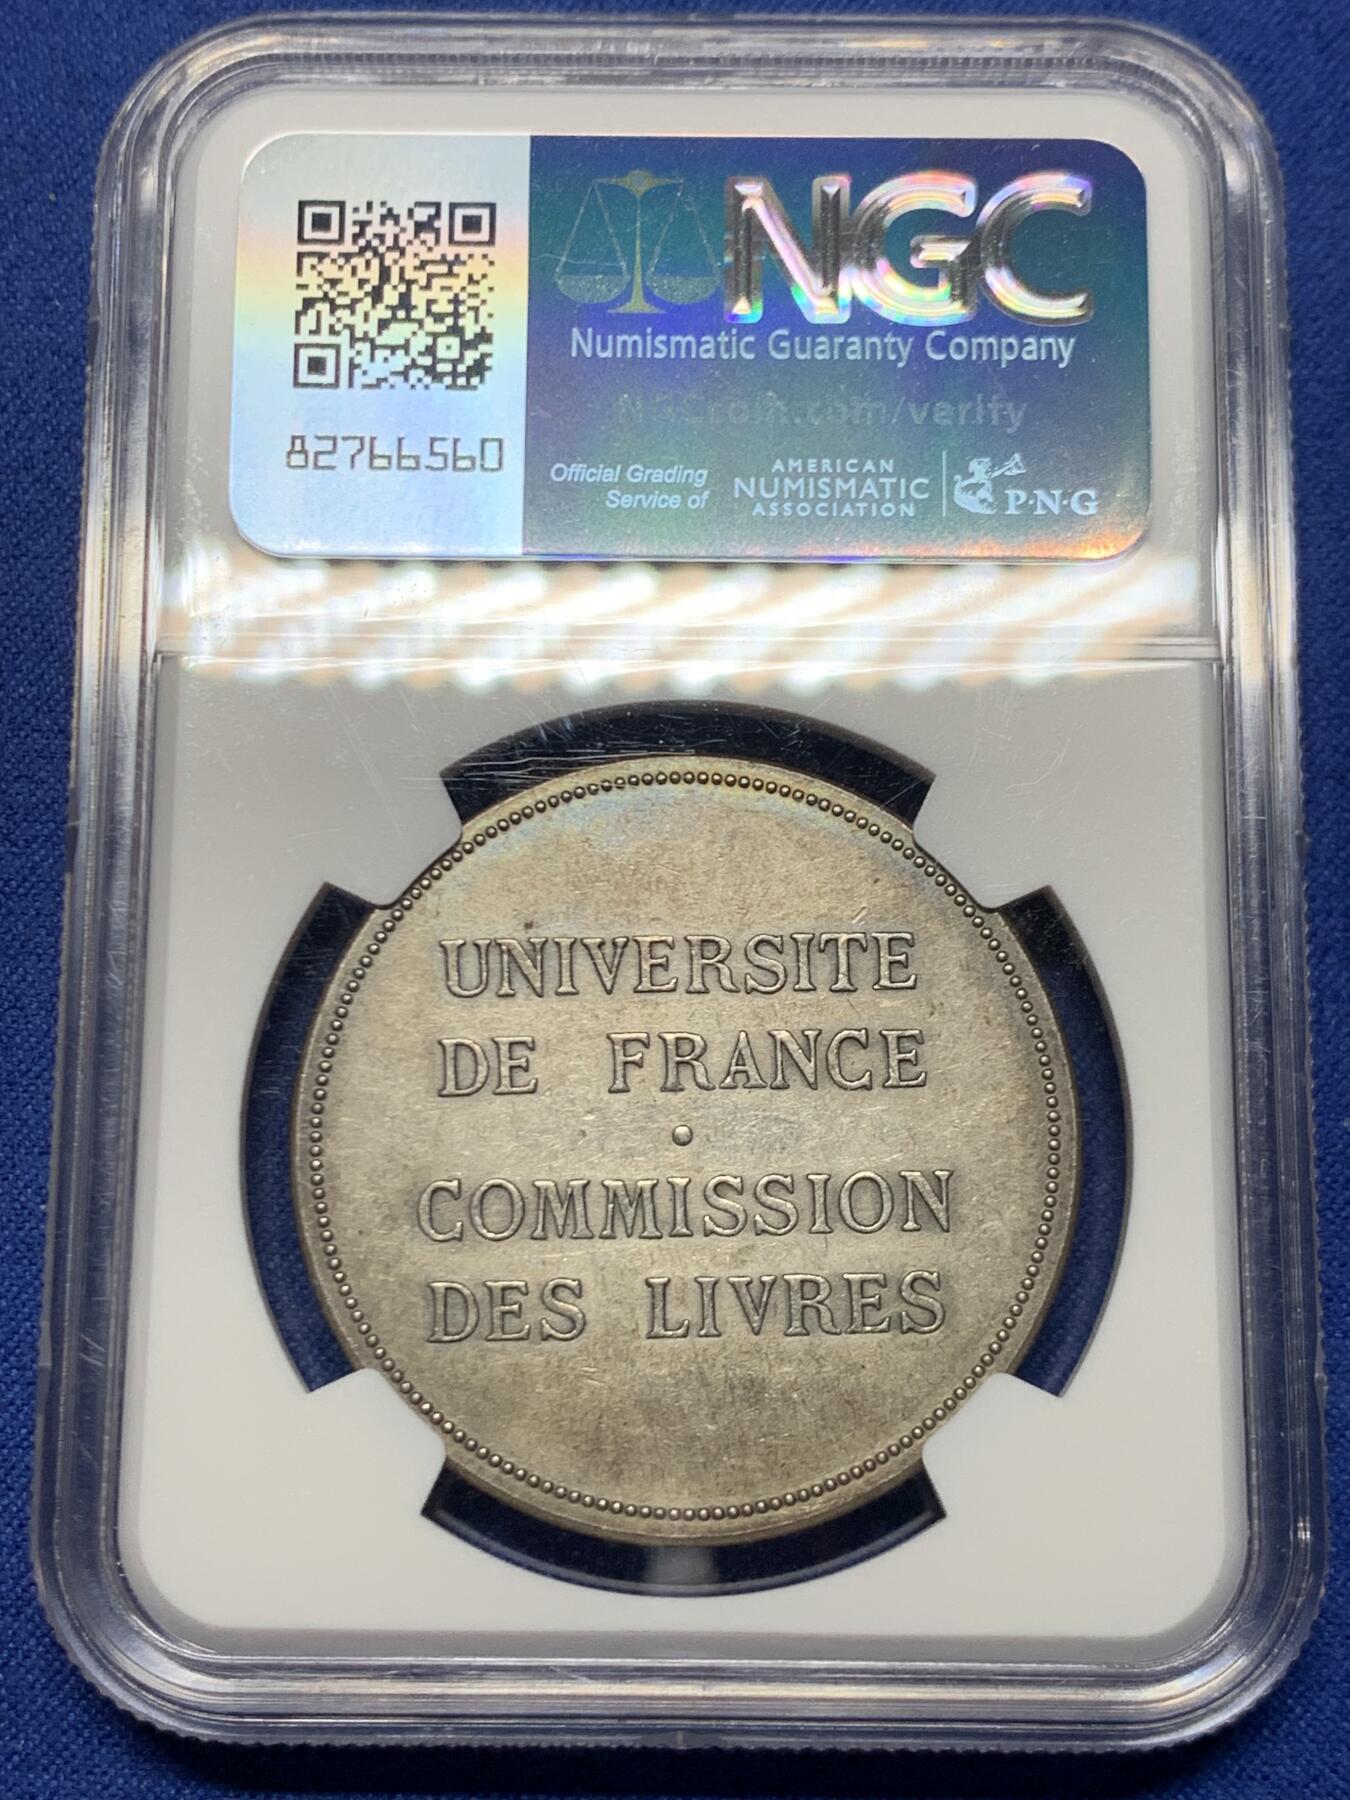 NGC
Numismatic Guaranty Company
NGCcoin.com/verify
82766560
Official Grading
Service of
AMERICAN
NUMISMATIC
ASSOCIATION
P·N·G
UNIVERSITÉ
DE FRANCE
•
COMMISSION
DES LIVRES